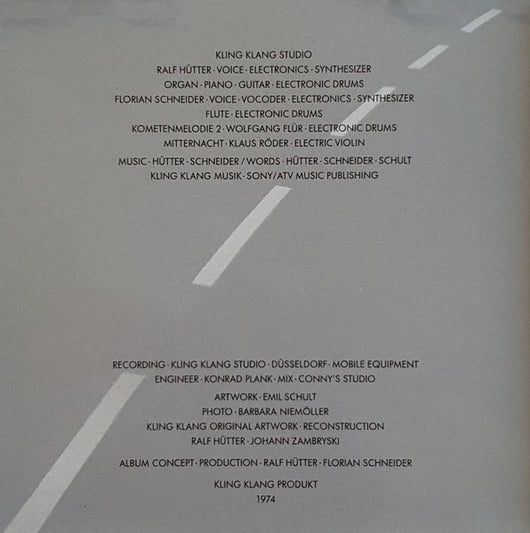 KLING KLANG STUDIO
RALF HÜTTER · VOICE · ELECTRONICS · SYNTHESIZER
ORGAN · PIANO · GUITAR · ELECTRONIC DRUMS
FLORIAN SCHNEIDER · VOICE · VOCODER · ELECTRONICS · SYNTHESIZER
FLUTE · ELECTRONIC DRUMS
KOMETENMELODIE 2 · WOLFGANG FLÜR · ELECTRONIC DRUMS
MITTERNACHT · KLAUS RÖDER · ELECTRIC VIOLIN
MUSIC · HÜTTER · SCHNEIDER / WORDS · HÜTTER · SCHNEIDER · SCHULT
KLING KLANG MUSIK · SONY/ATV MUSIC PUBLISHING
RECORDING · KLING KLANG STUDIO · DÜSSELDORF · MOBILE EQUIPMENT
ENGINEER · KONRAD PLANK · MIX · CONNY'S STUDIO
ARTWORK · EMIL SCHULT
PHOTO · BARBARA NIEMÖLLER
KLING KLANG ORIGINAL ARTWORK · RECONSTRUCTION
RALF HÜTTER · JOHANN ZAMBRYSKI
ALBUM CONCEPT · PRODUCTION · RALF HÜTTER · FLORIAN SCHNEIDER
KLING KLANG PRODUKT
1974